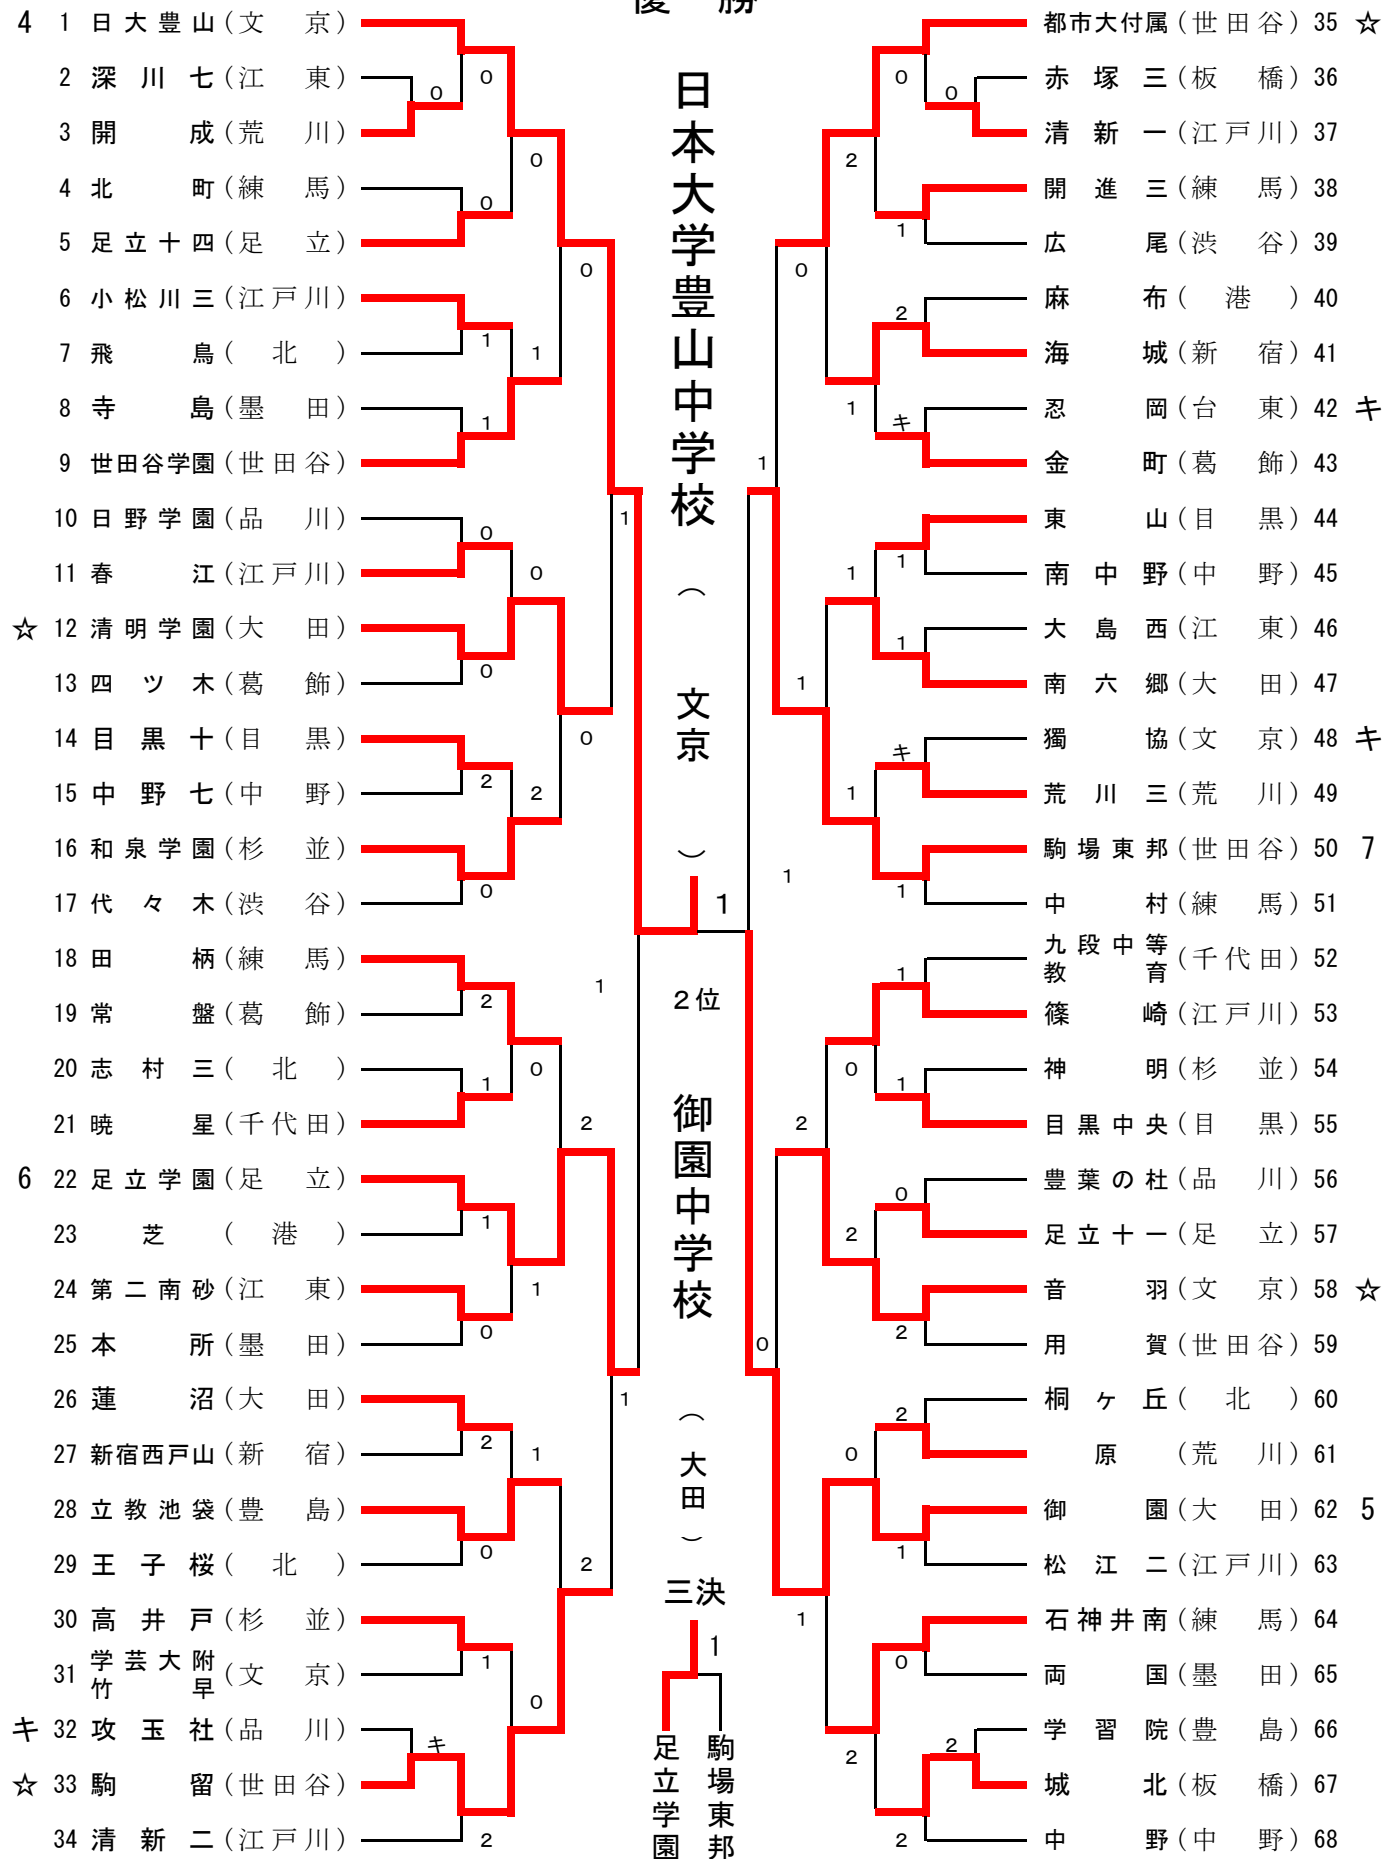 優勝
4 1 日大豊山(文京)
2 深川七(江東)
3 開成(荒川)
4 北町(練馬)
5 足立十四(足立)
6 小松川三(江戸川)
7 飛鳥(北)
8 寺島(墨田)
9 世田谷学園(世田谷)
10 日野学園(品川)
11 春江(江戸川)
☆ 12 清明学園(大田)
13 四ツ木(葛飾)
14 目黒十(目黒)
15 中野七(中野)
16 和泉学園(杉並)
17 代々木(渋谷)
18 田柄(練馬)
19 常盤(葛飾)
20 志村三(北)
21 暁星(千代田)
6 22 足立学園(足立)
23 芝(港)
24 第二南砂(江東)
25 本所(墨田)
26 蓮沼(大田)
27 新宿西戸山(新宿)
28 立教池袋(豊島)
29 王子桜(北)
30 高井戸(杉並)
31 学芸大附竹早(文京)
キ 32 攻玉社(品川)
☆ 33 駒留(世田谷)
34 清新二(江戸川)
0
0
0
0
1
1
1
0
0
0
2
2
0
2
1
0
1
0
1
2
0
1
1
キ
0
2
0
0
2
2
1
1
1
日本大学豊山中学校
(文京)
1
2位
御園中学校
(大田)
三決
1
足立学園
駒場東邦
都市大付属(世田谷) 35 ☆
赤塚三(板橋) 36
清新一(江戸川) 37
開進三(練馬) 38
広尾(渋谷) 39
麻布(港) 40
海城(新宿) 41
忍岡(台東) 42 キ
金町(葛飾) 43
東山(目黒) 44
南中野(中野) 45
大島西(江東) 46
南六郷(大田) 47
獨協(文京) 48 キ
荒川三(荒川) 49
駒場東邦(世田谷) 50 7
中村(練馬) 51
九段中等教育(千代田) 52
篠崎(江戸川) 53
神明(杉並) 54
目黒中央(目黒) 55
豊葉の杜(品川) 56
足立十一(足立) 57
音羽(文京) 58 ☆
用賀(世田谷) 59
桐ヶ丘(北) 60
原(荒川) 61
御園(大田) 62 5
松江二(江戸川) 63
石神井南(練馬) 64
両国(墨田) 65
学習院(豊島) 66
城北(板橋) 67
中野(中野) 68
0
0
2
1
2
1
キ
1
1
1
キ
1
1
1
0
1
0
2
2
2
0
1
0
2
2
2
0
1
2
1
1
0
1